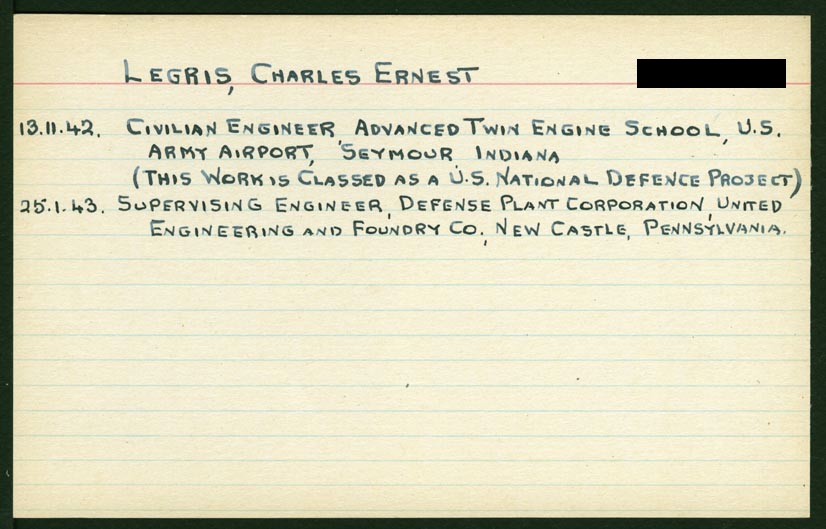 LEGRIS, CHARLES ERNEST
13.11.42. CIVILIAN ENGINEER, ADVANCED TWIN ENGINE SCHOOL, U.S.
ARMY AIRPORT, SEYMOUR, INDIANA
(THIS WORK IS CLASSED AS A U.S. NATIONAL DEFENCE PROJECT)
25.1.43. SUPERVISING ENGINEER, DEFENSE PLANT CORPORATION, UNITED
ENGINEERING AND FOUNDRY CO., NEW CASTLE, PENNSYLVANIA.